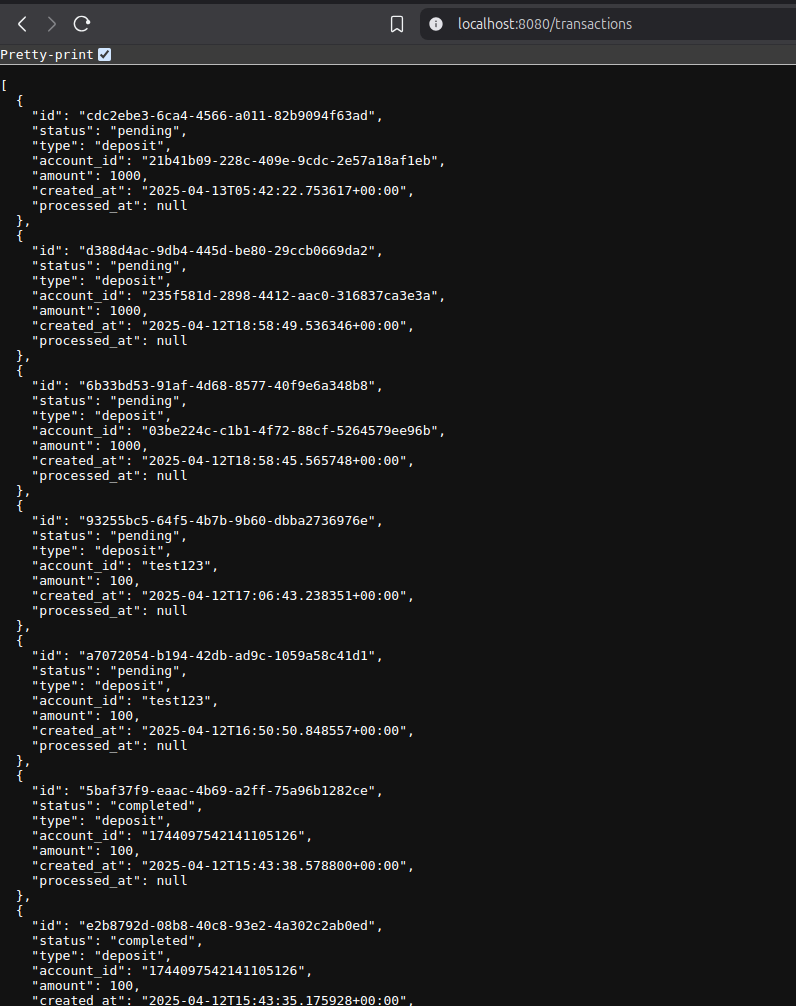 localhost:8080/transactions
Pretty-print
[
{
"id": "cdc2ebe3-6ca4-4566-a011-82b9094f63ad",
"status": "pending",
"type": "deposit",
"account_id": "21b41b09-228c-409e-9cdc-2e57a18af1eb",
"amount": 1000,
"created_at": "2025-04-13T05:42:22.753617+00:00",
"processed_at": null
},
{
"id": "d388d4ac-9db4-445d-be80-29ccb0669da2",
"status": "pending",
"type": "deposit",
"account_id": "235f581d-2898-4412-aac0-316837ca3e3a",
"amount": 1000,
"created_at": "2025-04-12T18:58:49.536346+00:00",
"processed_at": null
},
{
"id": "6b33bd53-91af-4d68-8577-40f9e6a348b8",
"status": "pending",
"type": "deposit",
"account_id": "03be224c-c1b1-4f72-88cf-5264579ee96b",
"amount": 1000,
"created_at": "2025-04-12T18:58:45.565748+00:00",
"processed_at": null
},
{
"id": "93255bc5-64f5-4b7b-9b60-dbba2736976e",
"status": "pending",
"type": "deposit",
"account_id": "test123",
"amount": 100,
"created_at": "2025-04-12T17:06:43.238351+00:00",
"processed_at": null
},
{
"id": "a7072054-b194-42db-ad9c-1059a58c41d1",
"status": "pending",
"type": "deposit",
"account_id": "test123",
"amount": 100,
"created_at": "2025-04-12T16:50:50.848557+00:00",
"processed_at": null
},
{
"id": "5baf37f9-eaac-4b69-a2ff-75a96b1282ce",
"status": "completed",
"type": "deposit",
"account_id": "1744097542141105126",
"amount": 100,
"created_at": "2025-04-12T15:43:38.578800+00:00",
"processed_at": null
},
{
"id": "e2b8792d-08b8-40c8-93e2-4a302c2ab0ed",
"status": "completed",
"type": "deposit",
"account_id": "1744097542141105126",
"amount": 100,
"created_at": "2025-04-12T15:43:35.175928+00:00",